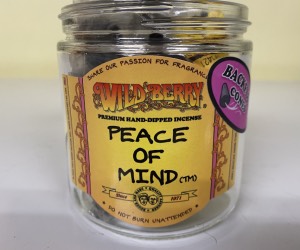 SHARE OUR PASSION FOR FRAGRANCE
WILD BERRY
PREMIUM HAND-DIPPED INCENSE
PEACE
OF
MIND(TM)
Since 1971
DO NOT BURN UNATTENDED
BACK